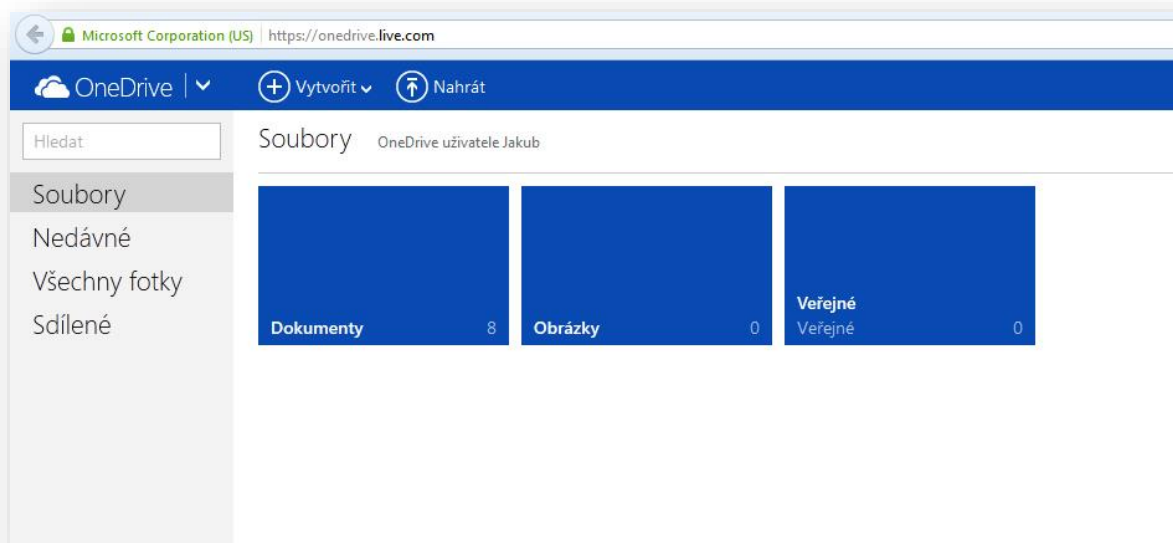 Microsoft Corporation (US) https://onedrive.live.com
OneDrive Vytvořit Nahrát
Hledat
Soubory OneDrive uživatele Jakub
Soubory
Nedávné
Všechny fotky
Sdílené
Dokumenty 8
Obrázky 0
Veřejné
Veřejné 0